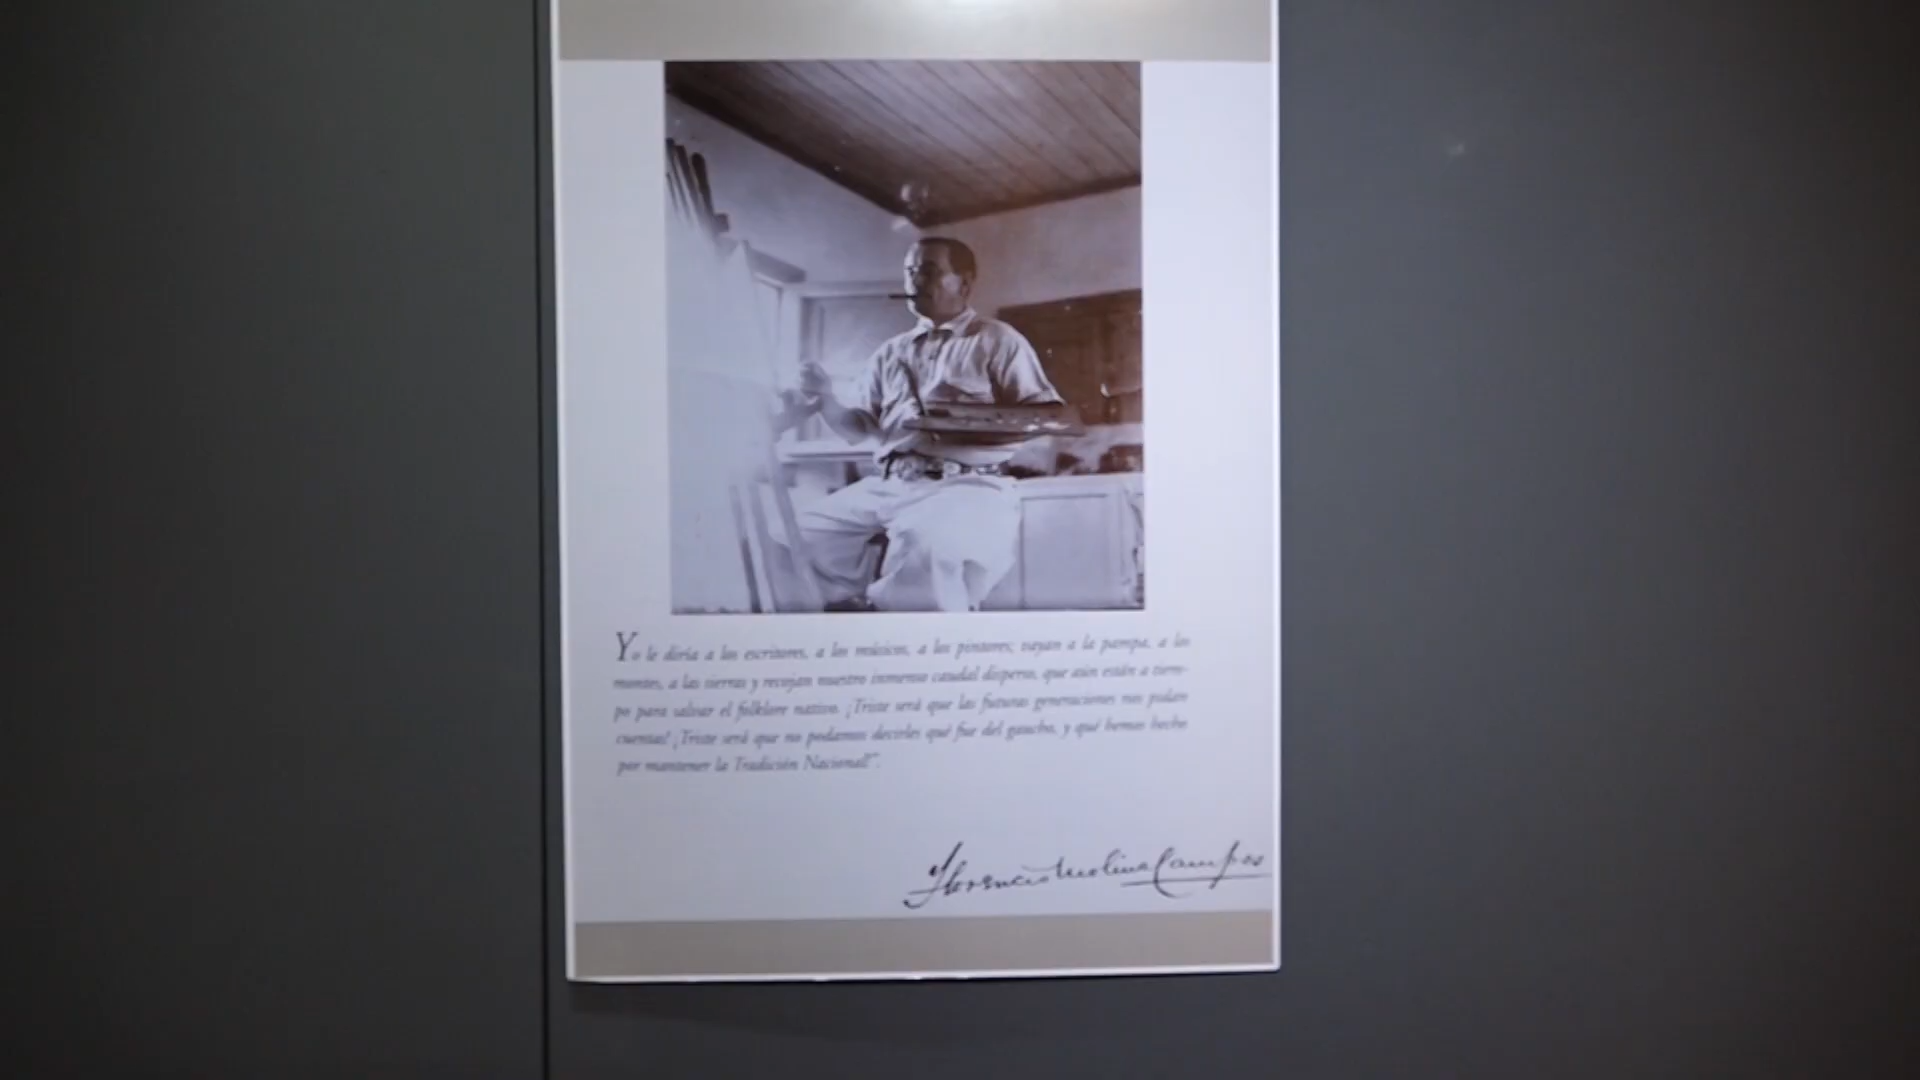 Yo le diría a los escritores, a los músicos, a los pintores; vayan a la pampa, a los
montes, a las sierras y recojan nuestro inmenso caudal disperso, que aún están a tiem-
po para salvar el folklore nativo. ¡Triste será que las futuras generaciones nos pidan
cuentas! ¡Triste será que no podamos decirles qué fue del gaucho, y qué hemos hecho
por mantener la Tradición Nacional!".
Florencio Molina Campos